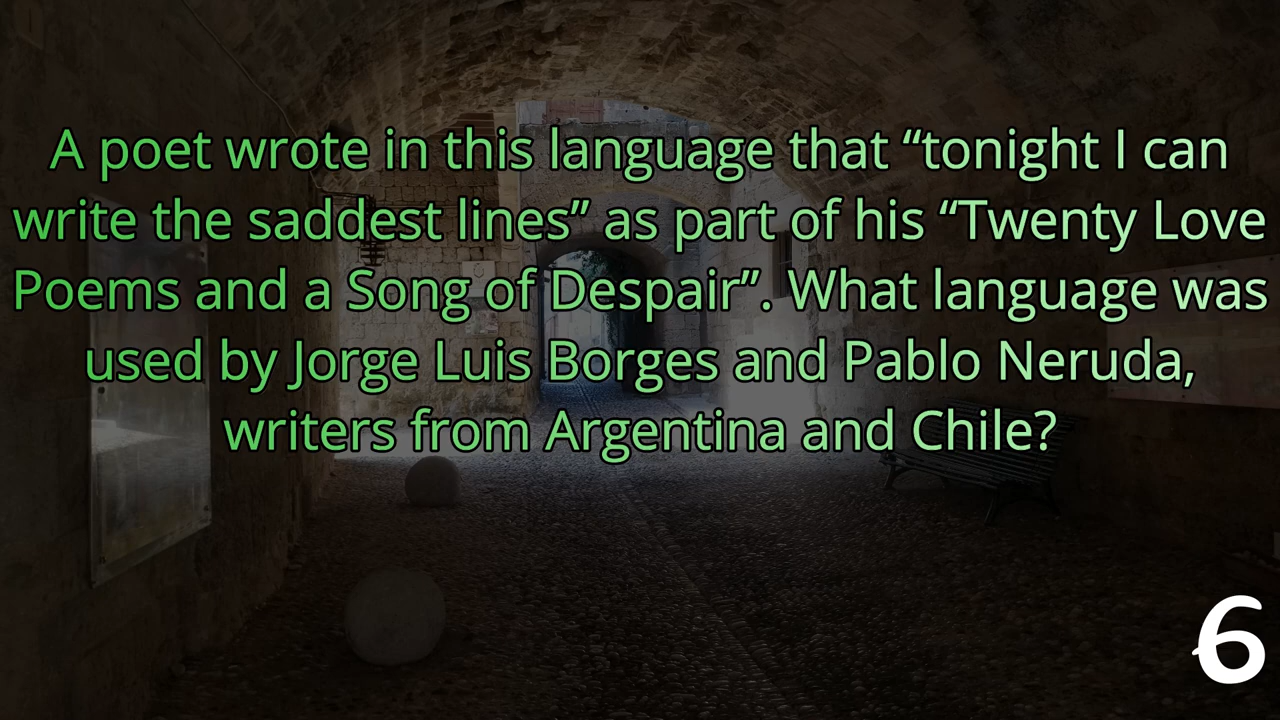 A poet wrote in this language that “tonight I can
write the saddest lines” as part of his “Twenty Love
Poems and a Song of Despair”. What language was
used by Jorge Luis Borges and Pablo Neruda,
writers from Argentina and Chile?
6